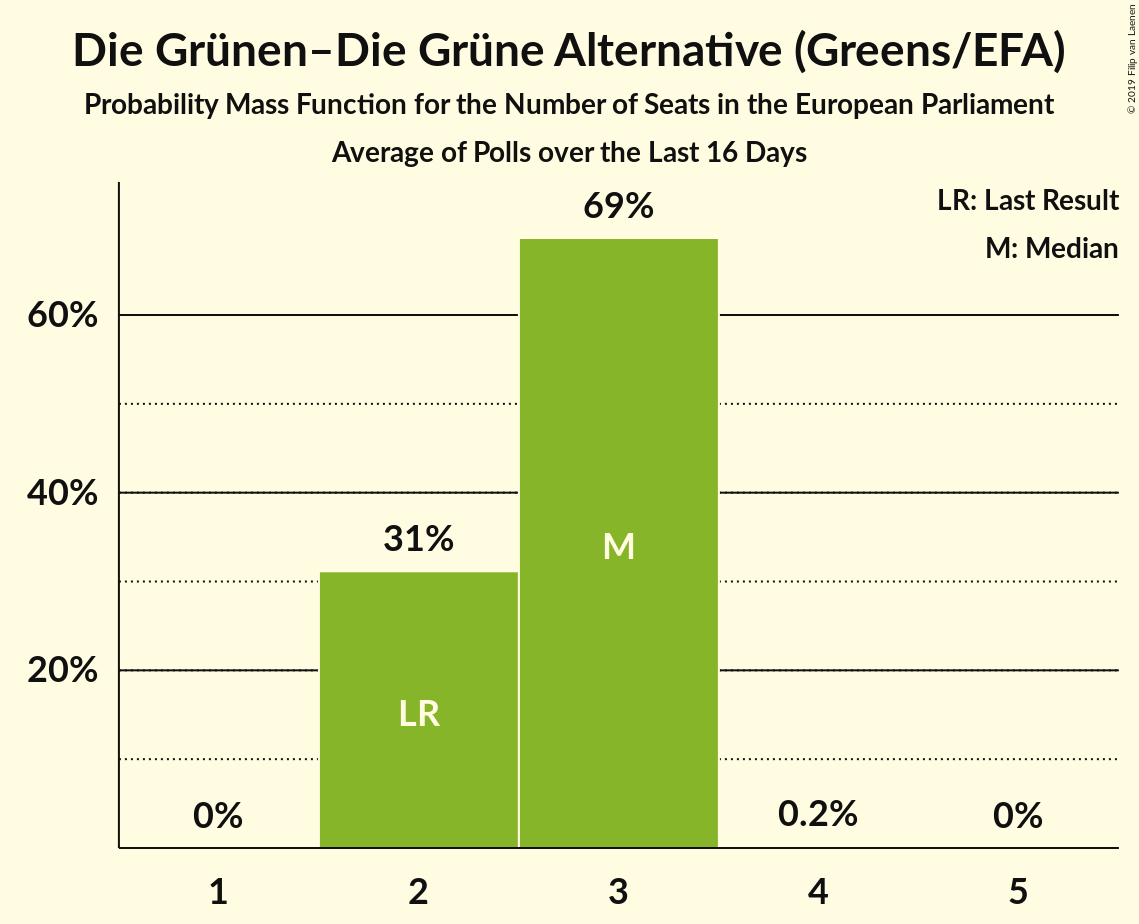 Die Grünen–Die Grüne Alternative (Greens/EFA)
Probability Mass Function for the Number of Seats in the European Parliament
Average of Polls over the Last 16 Days
© 2019 Filip van Laenen
LR: Last Result
M: Median
69%
60%
40%
31%
M
20%
LR
0%
0.2%
0%
1
2
3
4
5